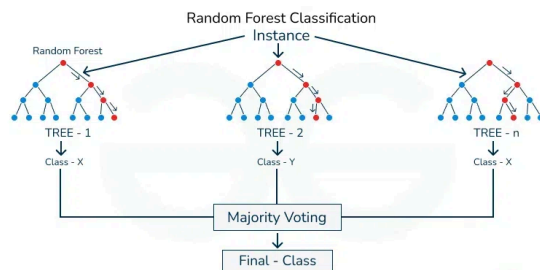 Random Forest Classification
Instance
Random Forest
TREE - 1
TREE - 2
TREE - n
Class - X
Class - Y
Class - X
Majority Voting
Final - Class